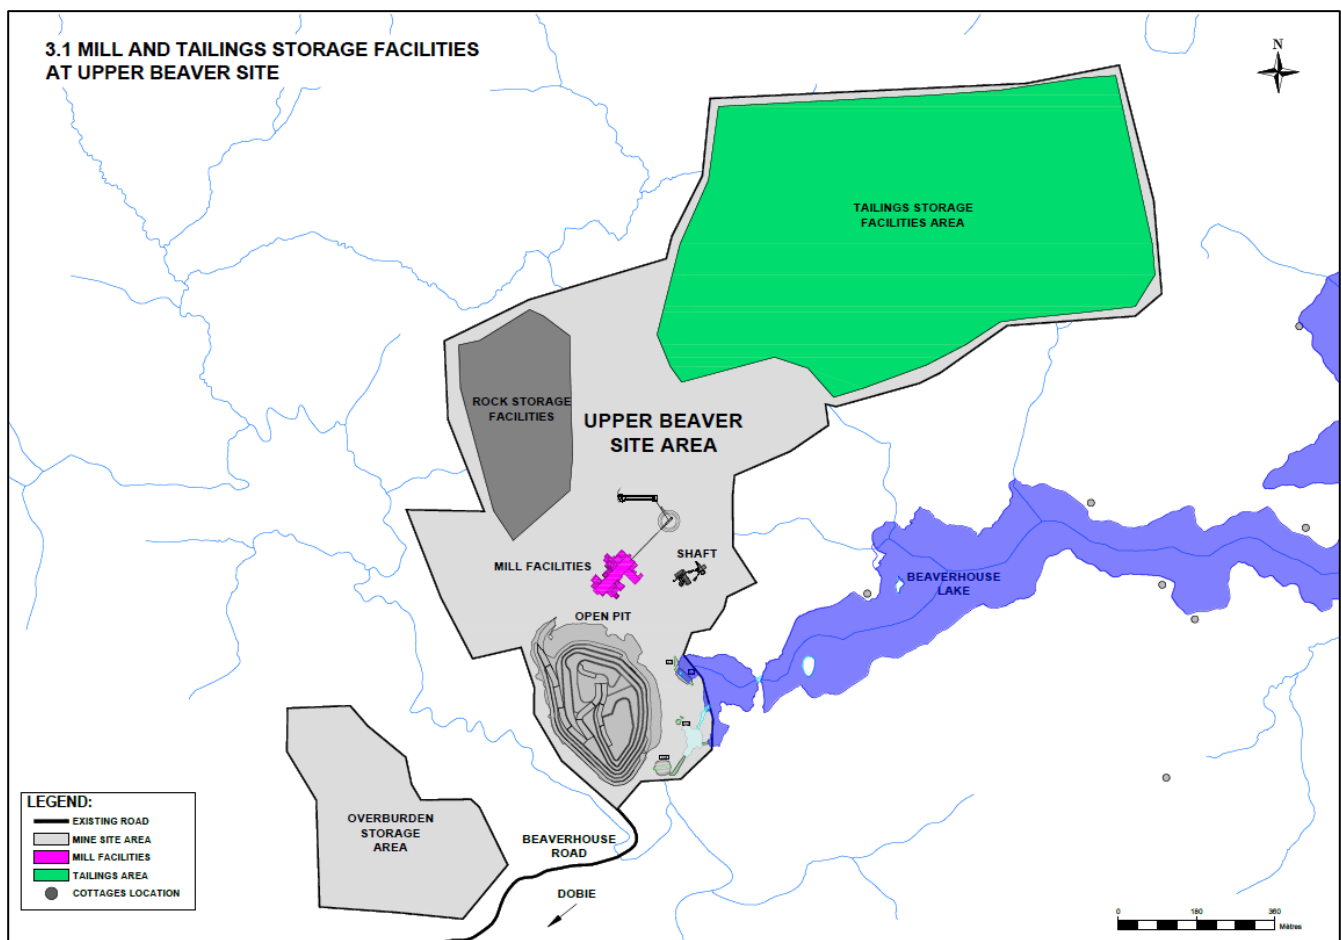 3.1 MILL AND TAILINGS STORAGE FACILITIES
AT UPPER BEAVER SITE
N
TAILINGS STORAGE
FACILITIES AREA
ROCK STORAGE
FACILITIES
UPPER BEAVER
SITE AREA
SHAFT
MILL FACILITIES
BEAVERHOUSE
LAKE
OPEN PIT
OVERBURDEN
STORAGE
AREA
BEAVERHOUSE
ROAD
DOBIE
LEGEND:
EXISTING ROAD
MINE SITE AREA
MILL FACILITIES
TAILINGS AREA
COTTAGES LOCATION
0 180 360
Mètres